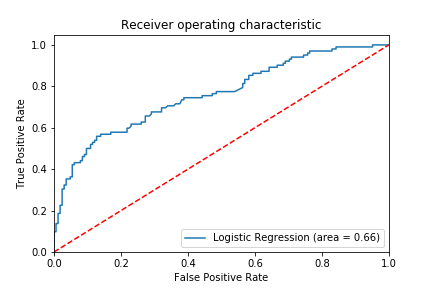 Receiver operating characteristic
True Positive Rate
1.0
0.8
0.6
0.4
0.2
0.0
Logistic Regression (area = 0.66)
0.0 0.2 0.4 0.6 0.8 1.0
False Positive Rate